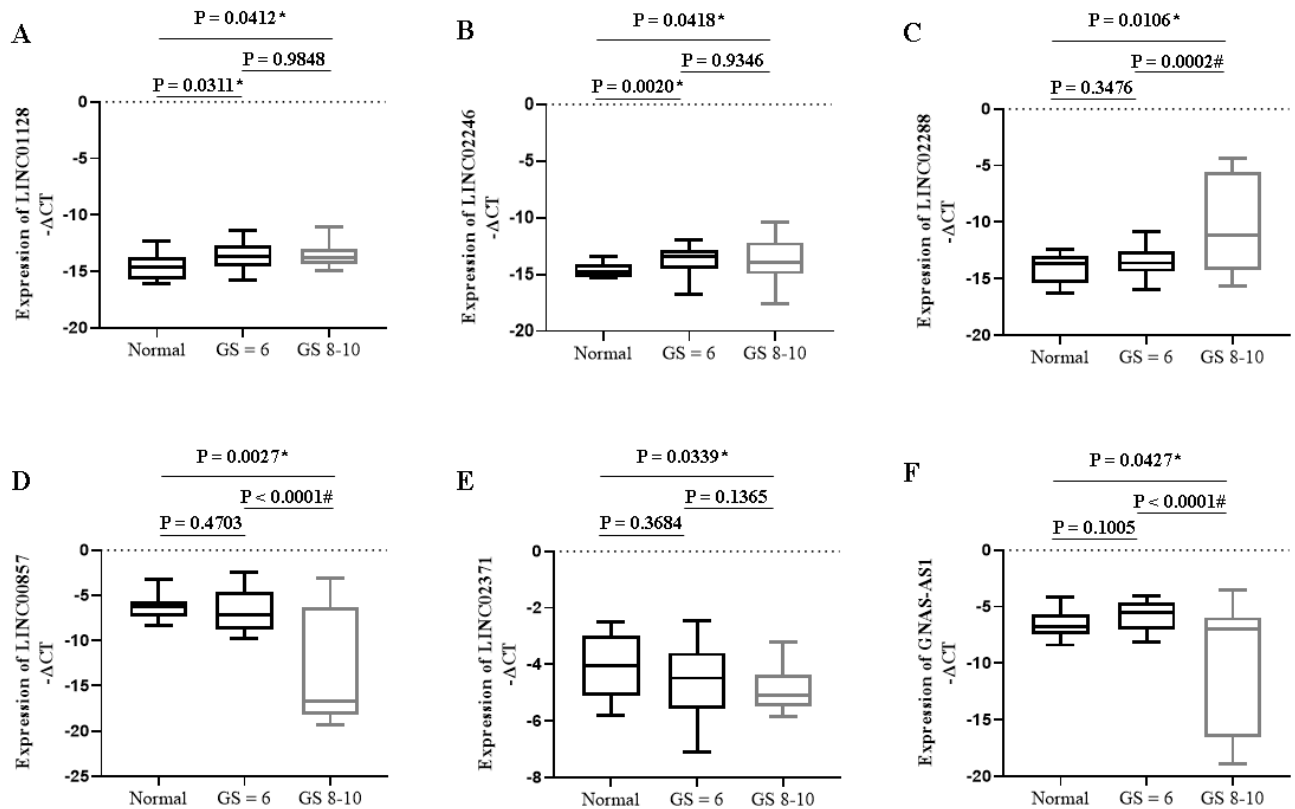 A
P = 0.0412*
P = 0.9848
P = 0.0311*
Expression of LINC01128
-ΔCT
0
-5
-10
-15
-20
Normal
GS = 6
GS 8-10
B
P = 0.0418*
P = 0.9346
P = 0.0020*
Expression of LINC02246
-ΔCT
0
-5
-10
-15
-20
Normal
GS = 6
GS 8-10
C
P = 0.0106*
P = 0.0002#
P = 0.3476
Expression of LINC02288
-ΔCT
0
-5
-10
-15
-20
Normal
GS = 6
GS 8-10
D
P = 0.0027*
P < 0.0001#
P = 0.4703
Expression of LINC00857
-ΔCT
0
-5
-10
-15
-20
-25
Normal
GS = 6
GS 8-10
E
P = 0.0339*
P = 0.1365
P = 0.3684
Expression of LINC02371
-ΔCT
0
-2
-4
-6
-8
Normal
GS = 6
GS 8-10
F
P = 0.0427*
P < 0.0001#
P = 0.1005
Expression of GNAS-AS1
-ΔCT
0
-5
-10
-15
-20
Normal
GS = 6
GS 8-10